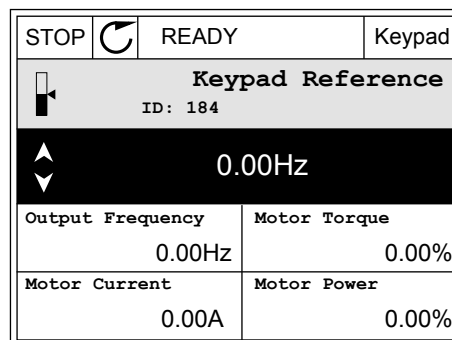 STOP READY Keypad
Keypad Reference
ID: 184
0.00Hz
Output Frequency Motor Torque
0.00Hz 0.00%
Motor Current Motor Power
0.00A 0.00%